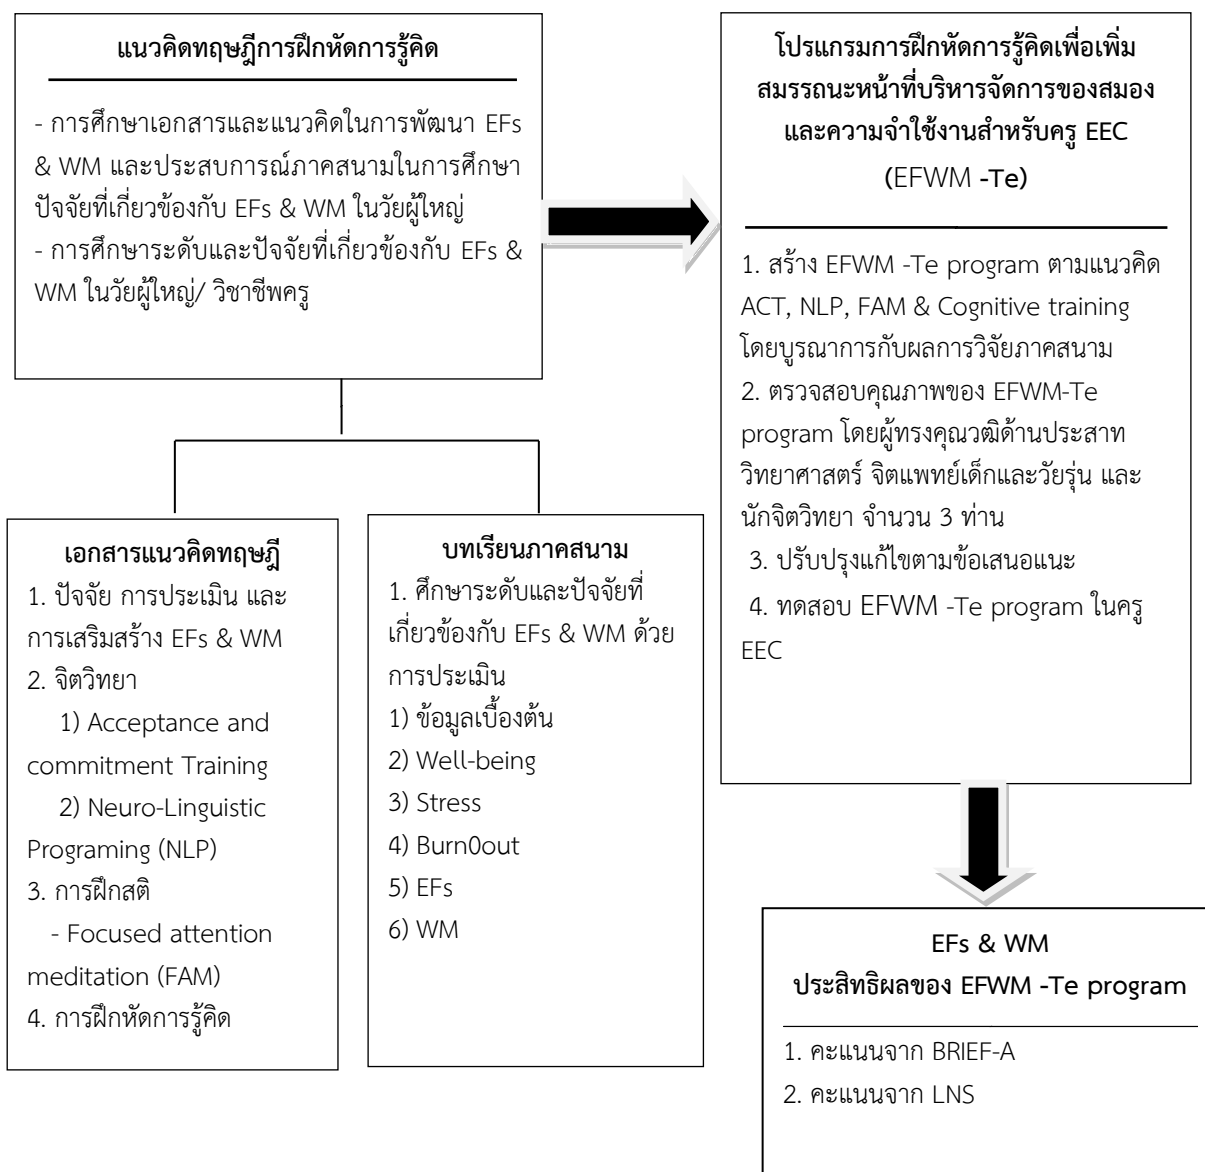 แนวคิดทฤษฎีการฝึกหัดการรู้คิด
- การศึกษาเอกสารและแนวคิดในการพัฒนา EFs
& WM และประสบการณ์ภาคสนามในการศึกษา
ปัจจัยที่เกี่ยวข้องกับ EFs & WM ในวัยผู้ใหญ่
- การศึกษาระดับและปัจจัยที่เกี่ยวข้องกับ EFs &
WM ในวัยผู้ใหญ่/ วิชาชีพครู
โปรแกรมการฝึกหัดการรู้คิดเพื่อเพิ่ม
สมรรถนะหน้าที่บริหารจัดการของสมอง
และความจำใช้งานสำหรับครู EEC
(EFWM -Te)
1. สร้าง EFWM -Te program ตามแนวคิด
ACT, NLP, FAM & Cognitive training
โดยบูรณาการกับผลการวิจัยภาคสนาม
2. ตรวจสอบคุณภาพของ EFWM-Te
program โดยผู้ทรงคุณวฒิด้านประสาท
วิทยาศาสตร์ จิตแพทย์เด็กและวัยรุ่น และ
นักจิตวิทยา จำนวน 3 ท่าน
3. ปรับปรุงแก้ไขตามข้อเสนอแนะ
4. ทดสอบ EFWM -Te program ในครู
EEC
เอกสารแนวคิดทฤษฎี
1. ปัจจัย การประเมิน และ
การเสริมสร้าง EFs & WM
2. จิตวิทยา
1) Acceptance and
commitment Training
2) Neuro-Linguistic
Programing (NLP)
3. การฝึกสติ
- Focused attention
meditation (FAM)
4. การฝึกหัดการรู้คิด
บทเรียนภาคสนาม
1. ศึกษาระดับและปัจจัยที่
เกี่ยวข้องกับ EFs & WM ด้วย
การประเมิน
1) ข้อมูลเบื้องต้น
2) Well-being
3) Stress
4) Burn0out
5) EFs
6) WM
EFs & WM
ประสิทธิผลของ EFWM -Te program
1. คะแนนจาก BRIEF-A
2. คะแนนจาก LNS